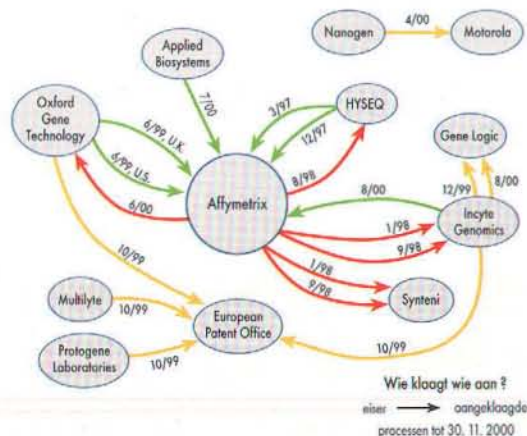 Nanogen
4/00
Motorola
Applied
Biosystems
7/00
Oxford
Gene
Technology
6/99, U.K.
6/99, U.S.
6/00
3/97
12/97
HYSEQ
8/98
Affymetrix
Gene Logic
12/99
8/00
8/00
Incyte
Genomics
1/98
9/98
1/98
9/98
Synteni
10/99
Multilyte
10/99
European
Patent Office
Protogene
Laboratories
10/99
10/99
Wie klaagt wie aan ?
eiser → aangeklaagde
processen tot 30. 11. 2000